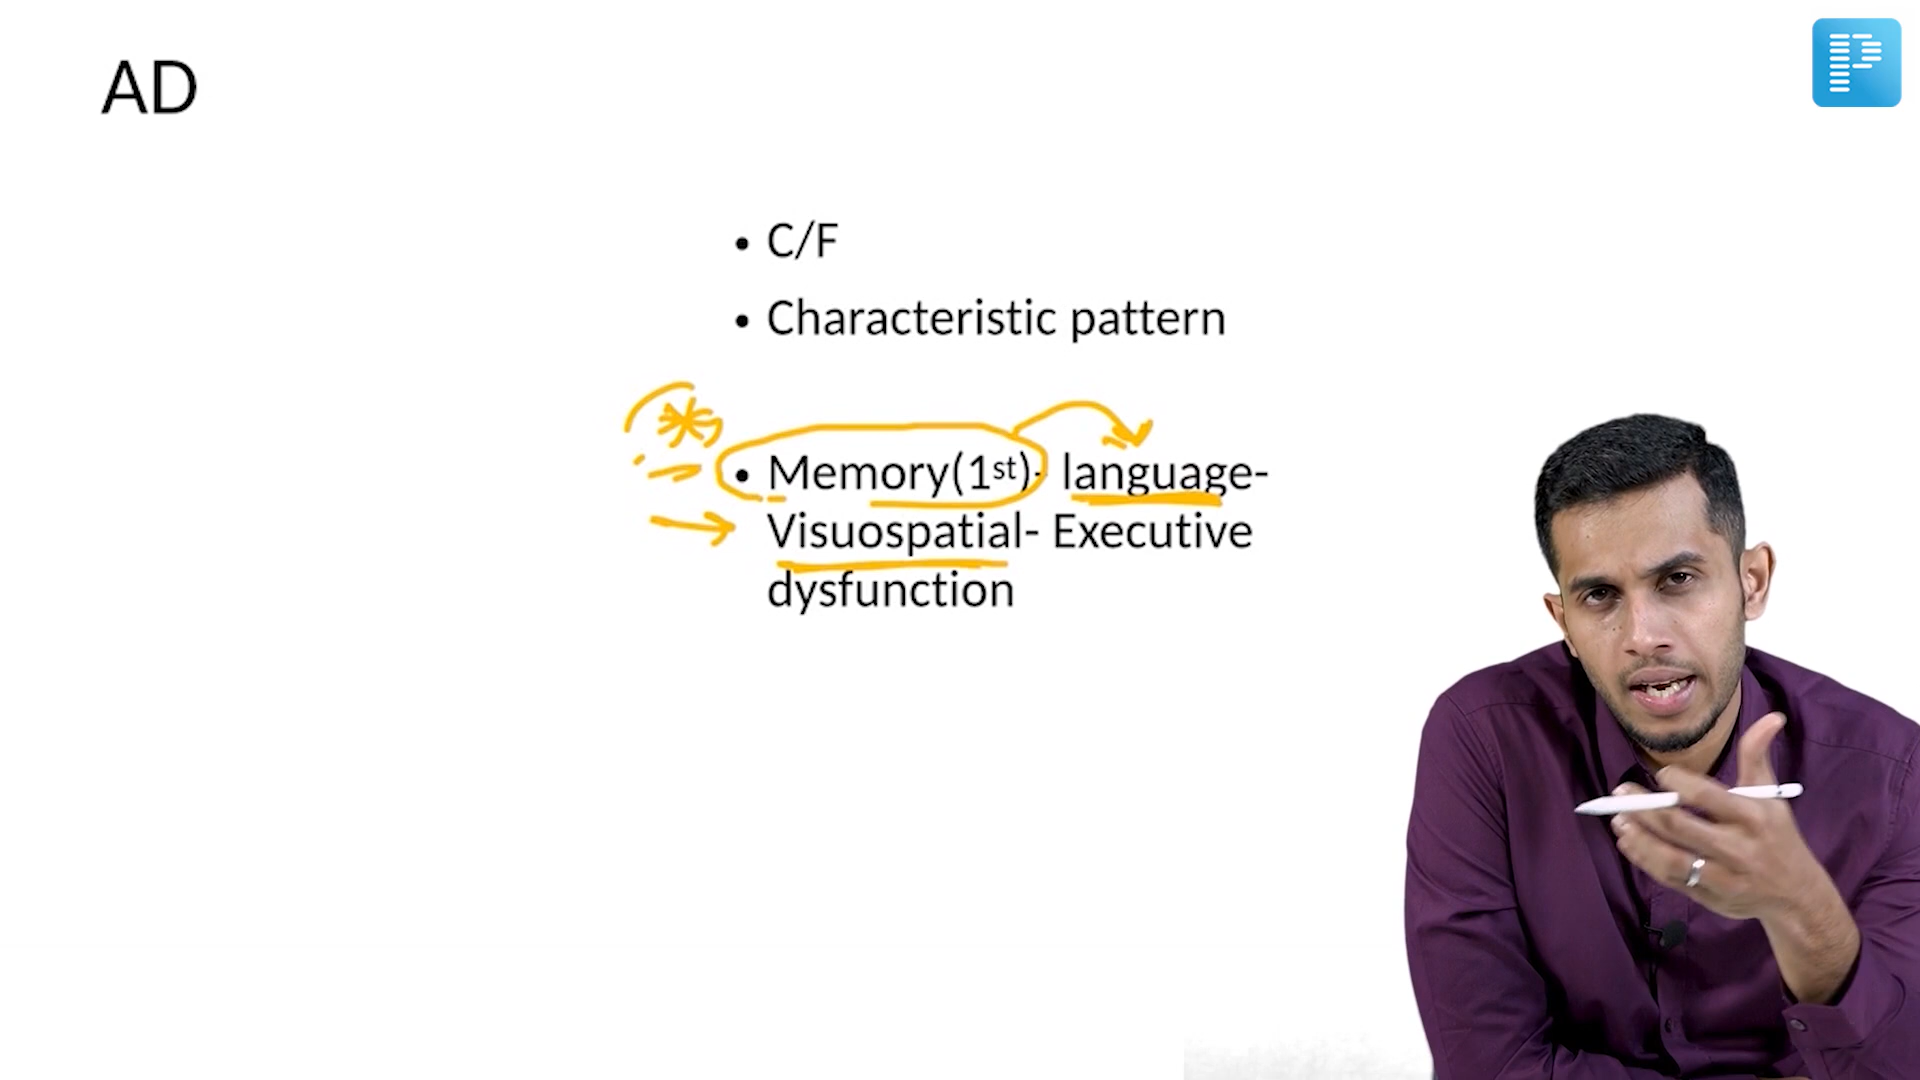 AD
• C/F
• Characteristic pattern
• Memory(1st)- language-
Visuospatial- Executive
dysfunction